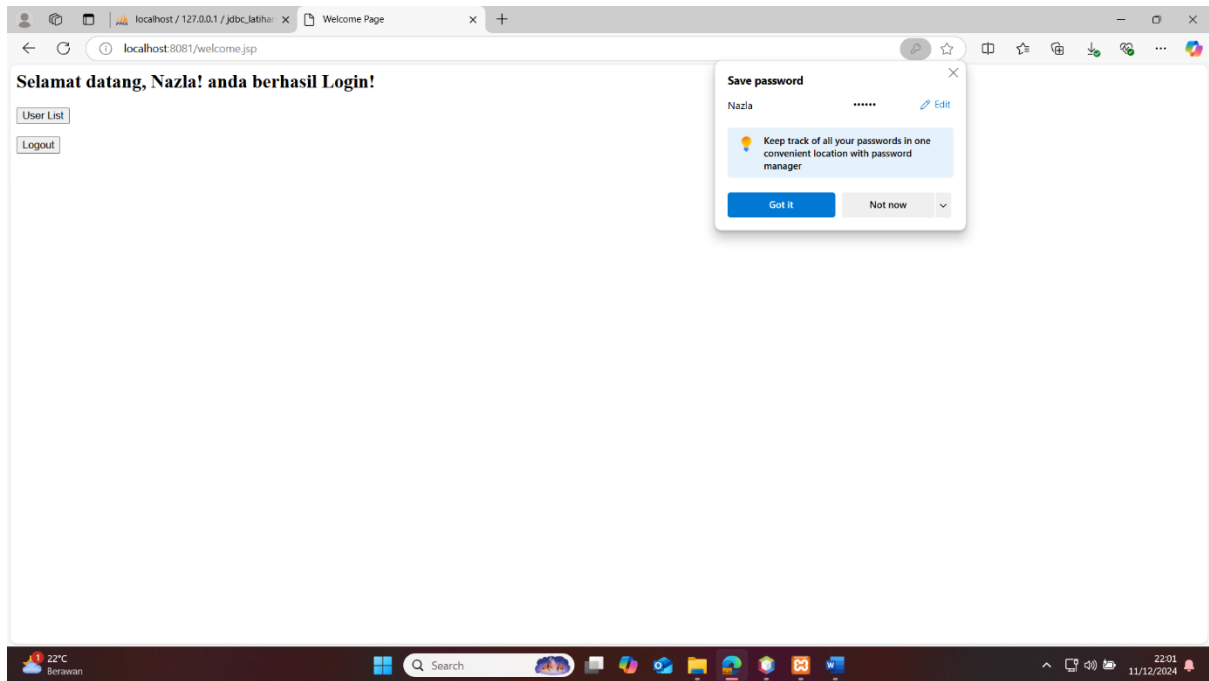 localhost / 127.0.0.1 / jdbc_latihan
Welcome Page
localhost:8081/welcome.jsp
Selamat datang, Nazla! anda berhasil Login!
User List
Logout
Save password
Nazla •••••• Edit
Keep track of all your passwords in one
convenient location with password
manager
Got it
Not now
1
22°C
Berawan
Search
22:01
11/12/2024